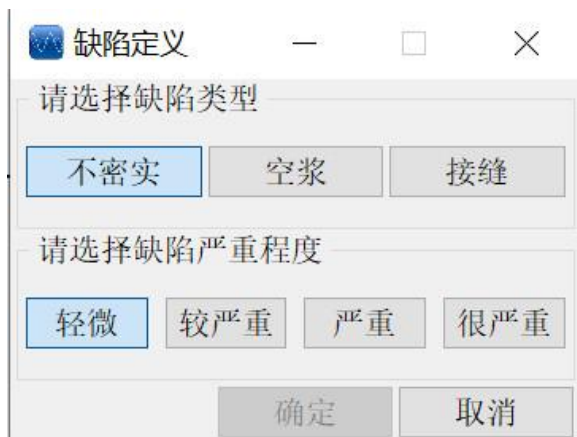 缺陷定义
请选择缺陷类型
不密实 空浆 接缝
请选择缺陷严重程度
轻微 较严重 严重 很严重
确定 取消